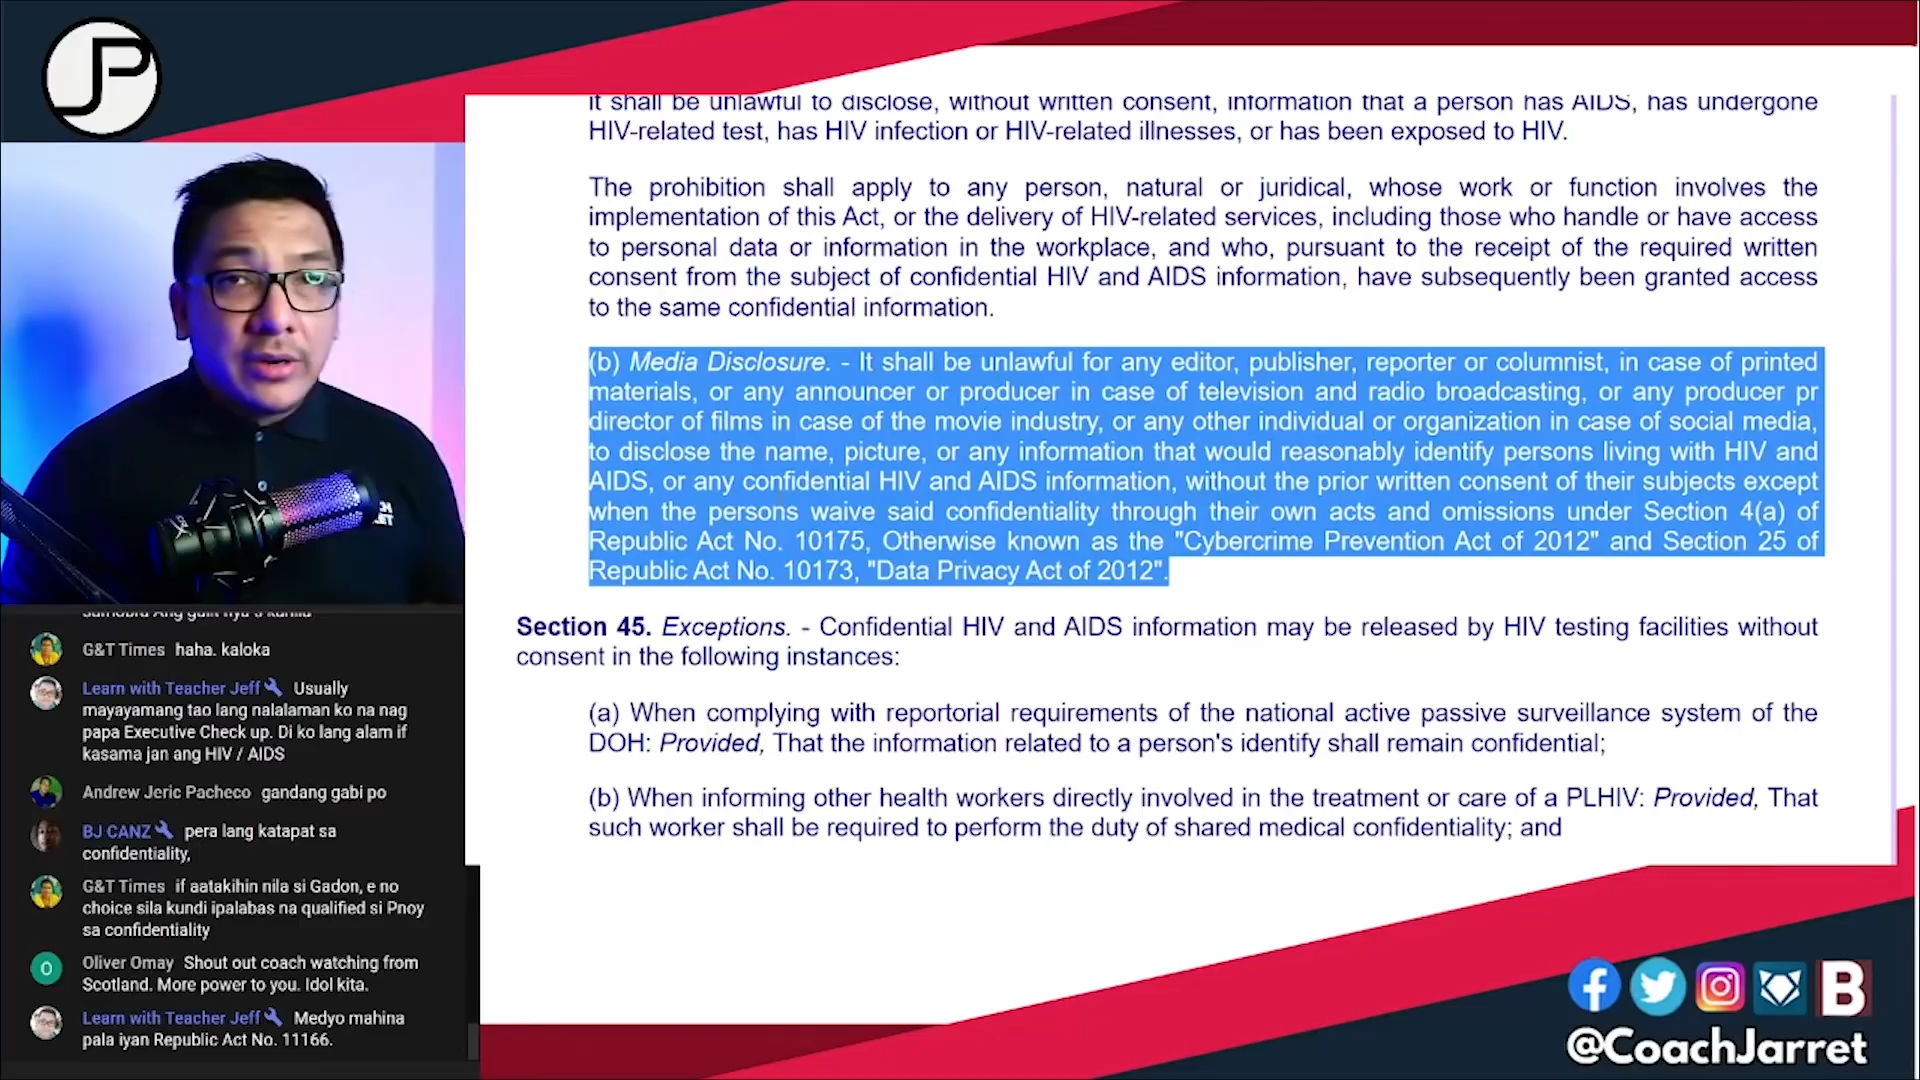 JP
it shall be unlawful to disclose, without written consent, information that a person has AIDS, has undergone
HIV-related test, has HIV infection or HIV-related illnesses, or has been exposed to HIV.
The prohibition shall apply to any person, natural or juridical, whose work or function involves the
implementation of this Act, or the delivery of HIV-related services, including those who handle or have access
to personal data or information in the workplace, and who, pursuant to the receipt of the required written
consent from the subject of confidential HIV and AIDS information, have subsequently been granted access
to the same confidential information.
(b) Media Disclosure. - It shall be unlawful for any editor, publisher, reporter or columnist, in case of printed
materials, or any announcer or producer in case of television and radio broadcasting, or any producer pr
director of films in case of the movie industry, or any other individual or organization in case of social media,
to disclose the name, picture, or any information that would reasonably identify persons living with HIV and
AIDS, or any confidential HIV and AIDS information, without the prior written consent of their subjects except
when the persons waive said confidentiality through their own acts and omissions under Section 4(a) of
Republic Act No. 10175, Otherwise known as the "Cybercrime Prevention Act of 2012" and Section 25 of
Republic Act No. 10173, "Data Privacy Act of 2012".
Section 45. Exceptions. - Confidential HIV and AIDS information may be released by HIV testing facilities without
consent in the following instances:
(a) When complying with reportorial requirements of the national active passive surveillance system of the
DOH: Provided, That the information related to a person's identify shall remain confidential;
(b) When informing other health workers directly involved in the treatment or care of a PLHIV: Provided, That
such worker shall be required to perform the duty of shared medical confidentiality; and
G&T Times haha. kaloka
Learn with Teacher Jeff Usually
mayayamang tao lang nalalaman ko na nag
papa Executive Check up. Di ko lang alam if
kasama jan ang HIV / AIDS
Andrew Jeric Pacheco gandang gabi po
BJ CANZ pera lang katapat sa
confidentiality,
G&T Times if aatakihin nila si Gadon, e no
choice sila kundi ipalabas na qualified si Pnoy
sa confidentiality
O
Oliver Omay Shout out coach watching from
Scotland. More power to you. Idol kita.
Learn with Teacher Jeff Medyo mahina
pala iyan Republic Act No. 11166.
B
@CoachJarret